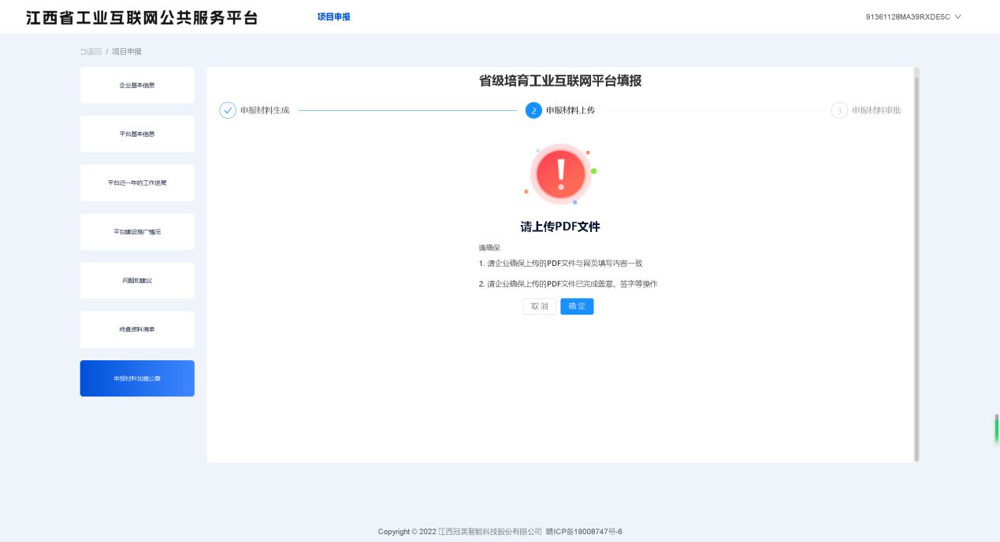 江西省工业互联网公共服务平台
项目申报
91361128MA39RXDE5C
返回 / 项目申报
企业基本信息
平台基本信息
平台近一年的工作进展
平台建设推广情况
问题和建议
待查资料清单
申报材料加盖公章
省级培育工业互联网平台填报
申报材料生成
2 申报材料上传
3 申报材料审批
请上传PDF文件
请确保
1. 请企业确保上传的PDF文件与网页填写内容一致
2. 请企业确保上传的PDF文件已完成盖章、签字等操作
取消 确定
Copyright © 2022 江西冠英智能科技股份有限公司 赣ICP备19008747号-6